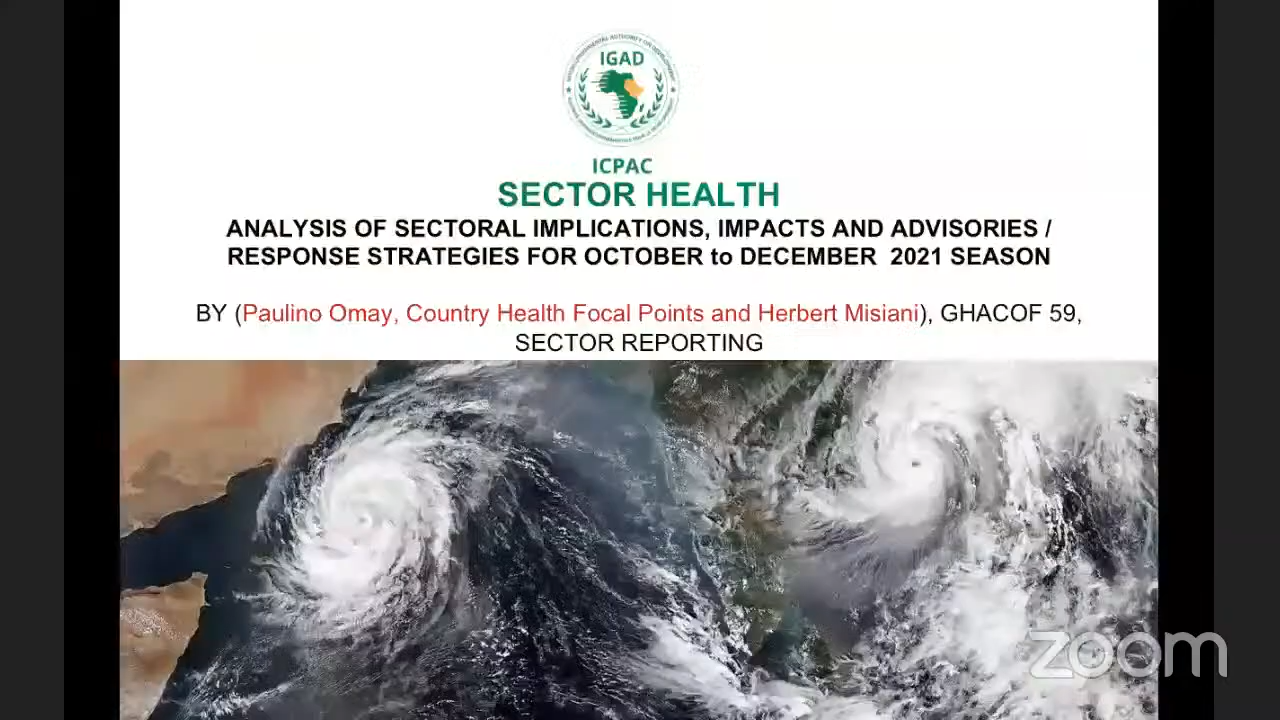 IGAD
ICPAC
SECTOR HEALTH
ANALYSIS OF SECTORAL IMPLICATIONS, IMPACTS AND ADVISORIES /
RESPONSE STRATEGIES FOR OCTOBER to DECEMBER 2021 SEASON
BY (Paulino Omay, Country Health Focal Points and Herbert Misiani), GHACOF 59,
SECTOR REPORTING
zoom